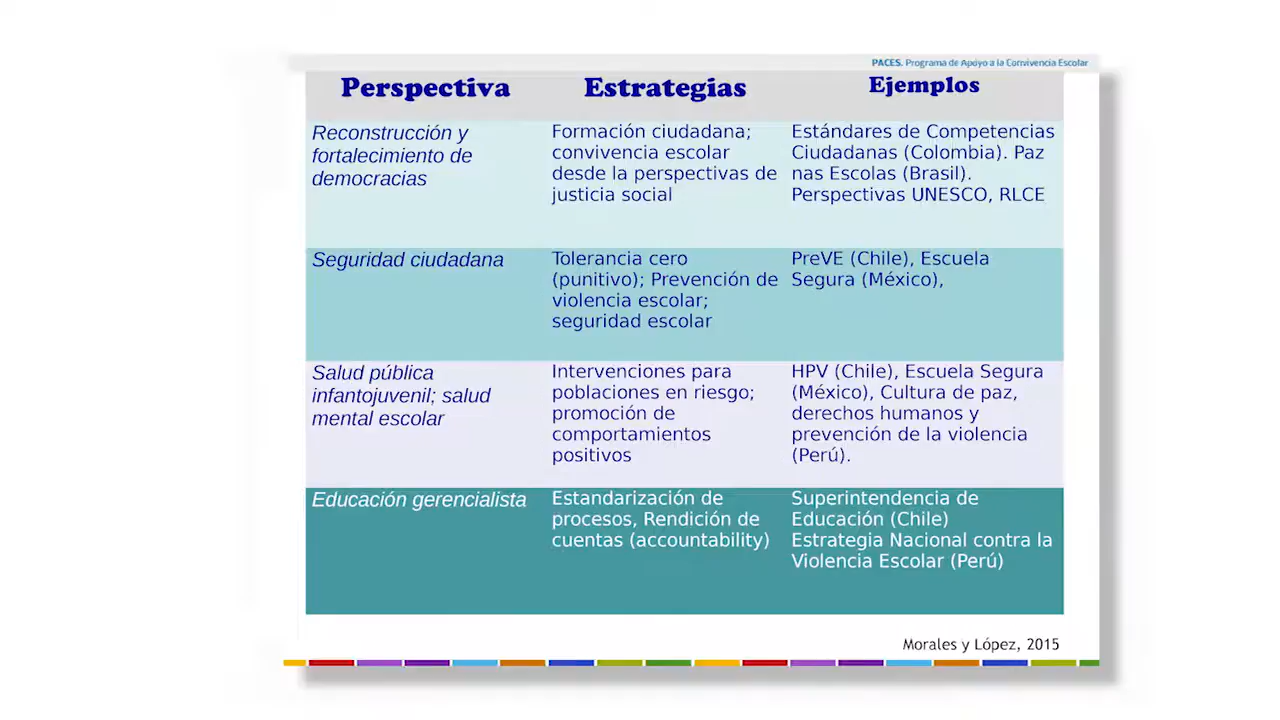 PACES. Programa de Apoyo a la Convivencia Escolar
Perspectiva
Estrategias
Ejemplos
Reconstrucción y
fortalecimiento de
democracias
Formación ciudadana;
convivencia escolar
desde la perspectivas de
justicia social
Estándares de Competencias
Ciudadanas (Colombia). Paz
nas Escolas (Brasil).
Perspectivas UNESCO, RLCE
Seguridad ciudadana
Tolerancia cero
(punitivo); Prevención de
violencia escolar;
seguridad escolar
PreVE (Chile), Escuela
Segura (México),
Salud pública
infantojuvenil; salud
mental escolar
Intervenciones para
poblaciones en riesgo;
promoción de
comportamientos
positivos
HPV (Chile), Escuela Segura
(México), Cultura de paz,
derechos humanos y
prevención de la violencia
(Perú).
Educación gerencialista
Estandarización de
procesos, Rendición de
cuentas (accountability)
Superintendencia de
Educación (Chile)
Estrategia Nacional contra la
Violencia Escolar (Perú)
Morales y López, 2015